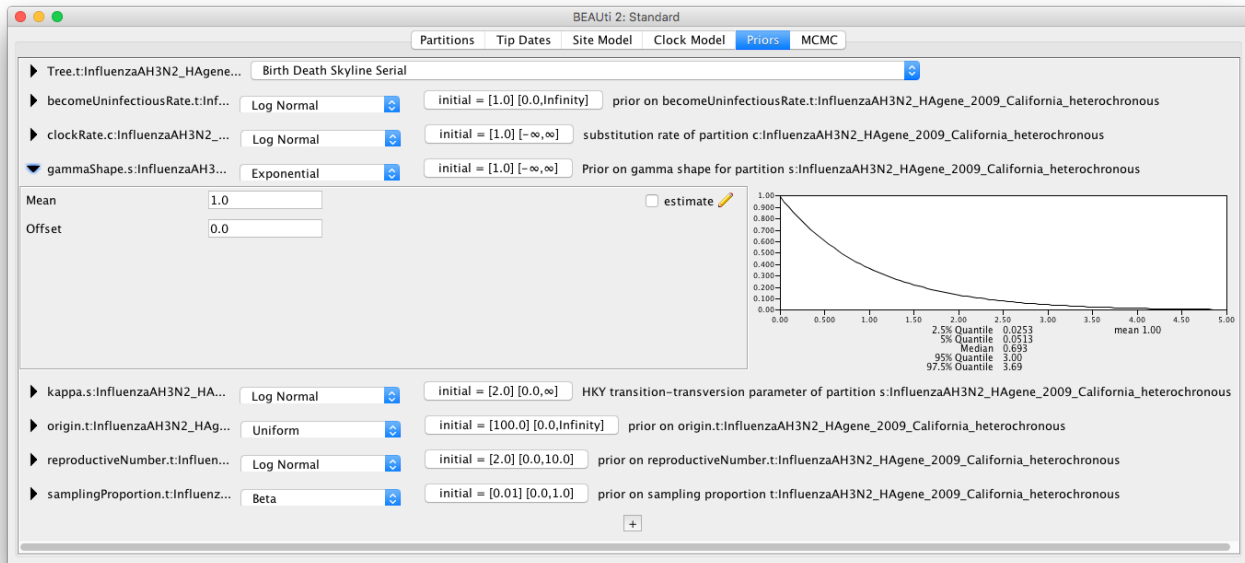 BEAUti 2: Standard
Partitions Tip Dates Site Model Clock Model Priors MCMC
Tree.t:InfluenzaAH3N2_HAgene... Birth Death Skyline Serial
becomeUninfectiousRate.t:Inf... Log Normal initial = [1.0] [0.0,Infinity] prior on becomeUninfectiousRate.t:InfluenzaAH3N2_HAgene_2009_California_heterochronous
clockRate.c:InfluenzaAH3N2_... Log Normal initial = [1.0] [-∞,∞] substitution rate of partition c:InfluenzaAH3N2_HAgene_2009_California_heterochronous
gammaShape.s:InfluenzaAH3... Exponential initial = [1.0] [-∞,∞] Prior on gamma shape for partition s:InfluenzaAH3N2_HAgene_2009_California_heterochronous
Mean 1.0 estimate
Offset 0.0
1.00
0.900
0.800
0.700
0.600
0.500
0.400
0.300
0.200
0.100
0.00
0.00 0.500 1.00 1.50 2.00 2.50 3.00 3.50 4.00 4.50 5.00
2.5% Quantile 0.0253 mean 1.00
5% Quantile 0.0513
Median 0.693
95% Quantile 3.00
97.5% Quantile 3.69
kappa.s:InfluenzaAH3N2_HA... Log Normal initial = [2.0] [0.0,∞] HKY transition-transversion parameter of partition s:InfluenzaAH3N2_HAgene_2009_California_heterochronous
origin.t:InfluenzaAH3N2_HAg... Uniform initial = [100.0] [0.0,Infinity] prior on origin.t:InfluenzaAH3N2_HAgene_2009_California_heterochronous
reproductiveNumber.t:Influen... Log Normal initial = [2.0] [0.0,10.0] prior on reproductiveNumber.t:InfluenzaAH3N2_HAgene_2009_California_heterochronous
samplingProportion.t:Influenz... Beta initial = [0.01] [0.0,1.0] prior on sampling proportion t:InfluenzaAH3N2_HAgene_2009_California_heterochronous
+